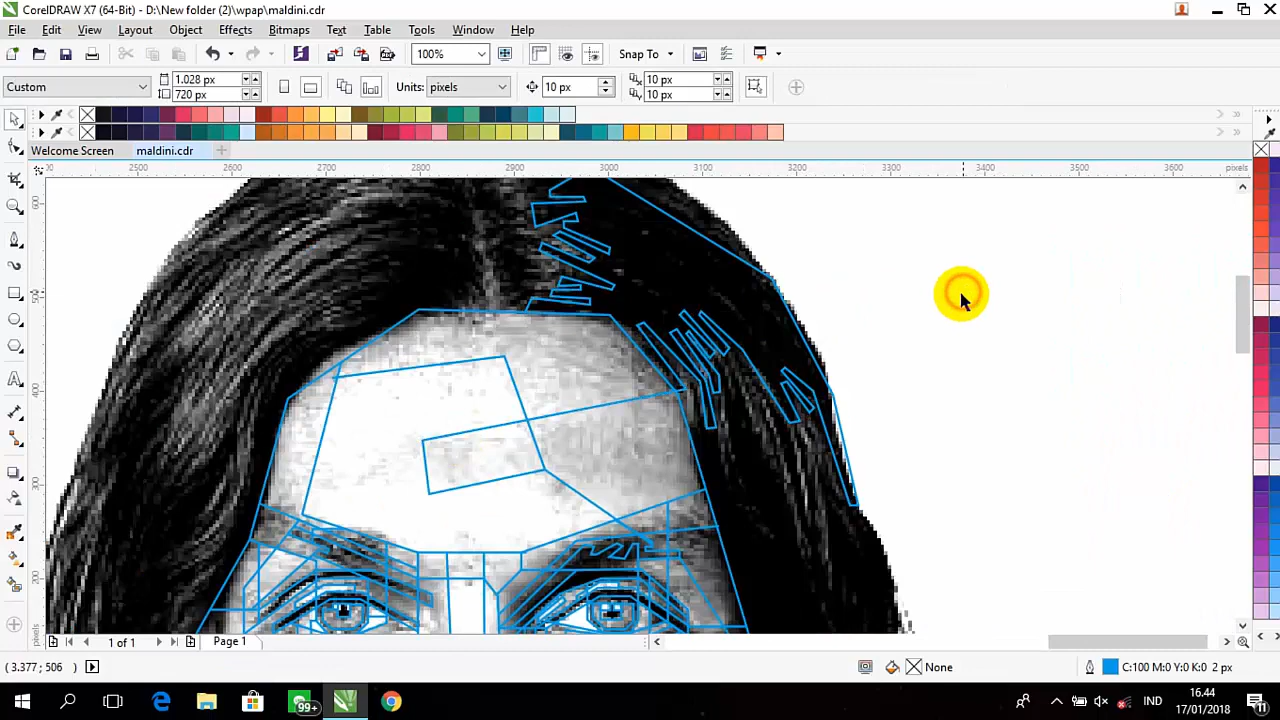 CorelDRAW X7 (64-Bit) - D:\New folder (2)\wpap\maldini.cdr
File Edit View Layout Object Effects Bitmaps Text Table Tools Window Help
100% Snap To
Custom 1.028 px 720 px Units: pixels 10 px 10 px 10 px
Welcome Screen maldini.cdr
2500 2600 2700 2800 2900 3000 3100 3200 3300 3400 3500 3600 pixels
pixels
1 of 1 Page 1
( 3.377 ; 506 ) None C:100 M:0 Y:0 K:0 2 px
99+ IND 16.44 17/01/2018 11